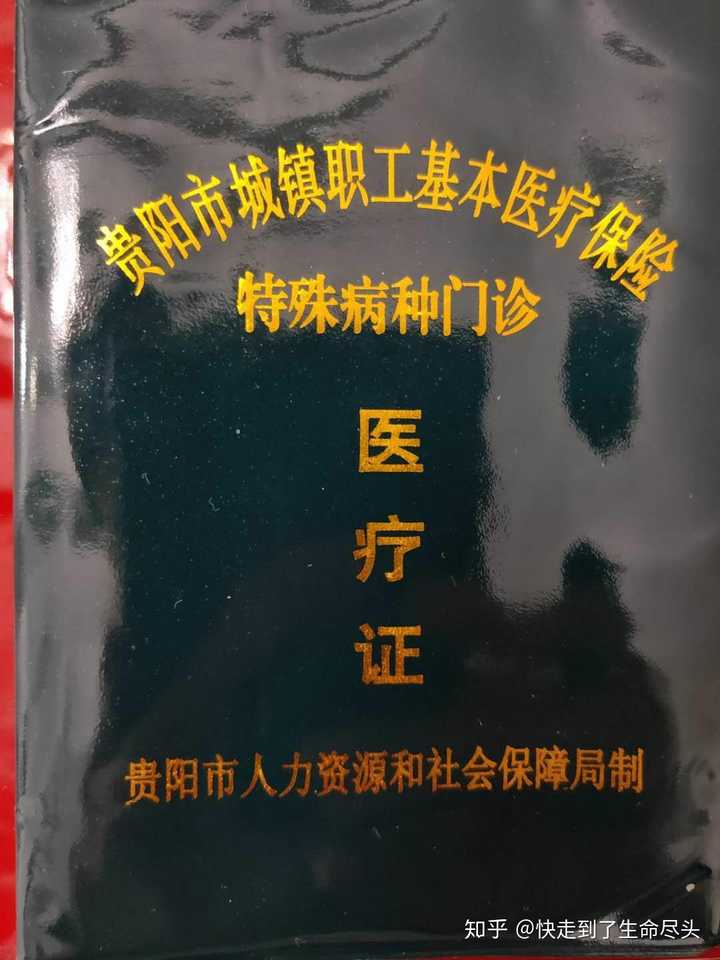 贵阳市城镇职工基本医疗保险
特殊病种门诊
医
疗
证
贵阳市人力资源和社会保障局制
知乎 @快走到了生命尽头